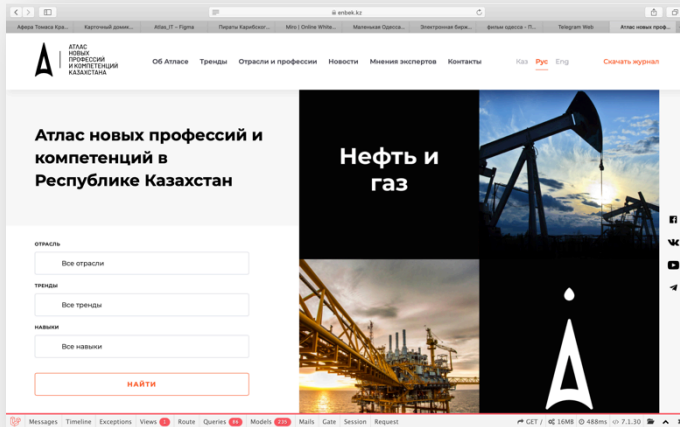 enbek.kz
Афера Томаса Кра...
Карточный домик...
Atlas_IT – Figma
Пираты Карибског...
Miro | Online White...
Маленькая Одесса...
Электронная бирж...
фильм одесса - П...
Telegram Web
Атлас новых проф...
АТЛАС
НОВЫХ
ПРОФЕССИЙ
И КОМПЕТЕНЦИЙ
КАЗАХСТАНА
Об Атласе
Тренды
Отрасли и профессии
Новости
Мнения экспертов
Контакты
Каз
Рус
Eng
Скачать журнал
Атлас новых профессий и
компетенций в
Республике Казахстан
Нефть и
газ
ОТРАСЛЬ
Все отрасли
ТРЕНДЫ
Все тренды
НАВЫКИ
Все навыки
НАЙТИ
Messages
Timeline
Exceptions
Views 1
Route
Queries
Models
Mails
Gate
Session
Request
GET /
16MB
488ms
7.1.30